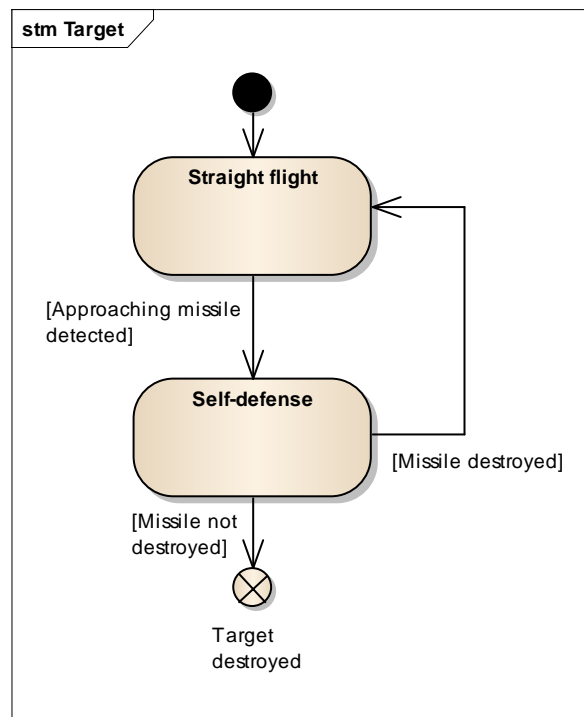 stm Target
Straight flight
[Approaching missile
detected]
Self-defense
[Missile destroyed]
[Missile not
destroyed]
Target
destroyed